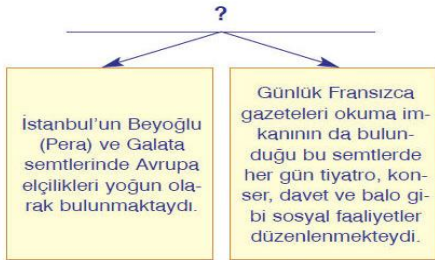 ?
İstanbul'un Beyoğlu
(Pera) ve Galata
semtlerinde Avrupa
elçilikleri yoğun ola-
rak bulunmaktaydı.
Günlük Fransızca
gazeteleri okuma im-
kanının da bulun-
duğu bu semtlerde
her gün tiyatro, kon-
ser, davet ve balo gi-
bi sosyal faaliyetler
düzenlenmekteydi.